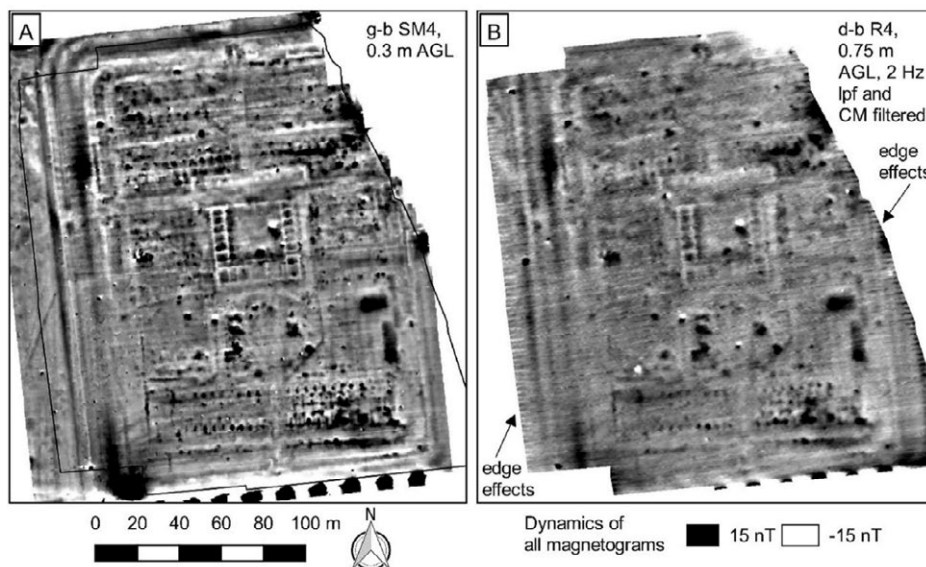 A
g-b SM4,
0.3 m AGL
B
d-b R4,
0.75 m
AGL, 2 Hz
lpf and
CM filtered
edge
effects
edge
effects
0 20 40 60 80 100 m
N
Dynamics of
all magnetograms
15 nT
-15 nT